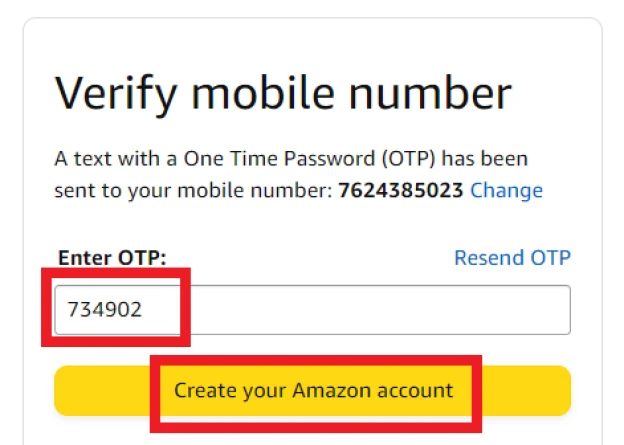 Verify mobile number
A text with a One Time Password (OTP) has been
sent to your mobile number: 7624385023 Change
Enter OTP: Resend OTP
734902
Create your Amazon account